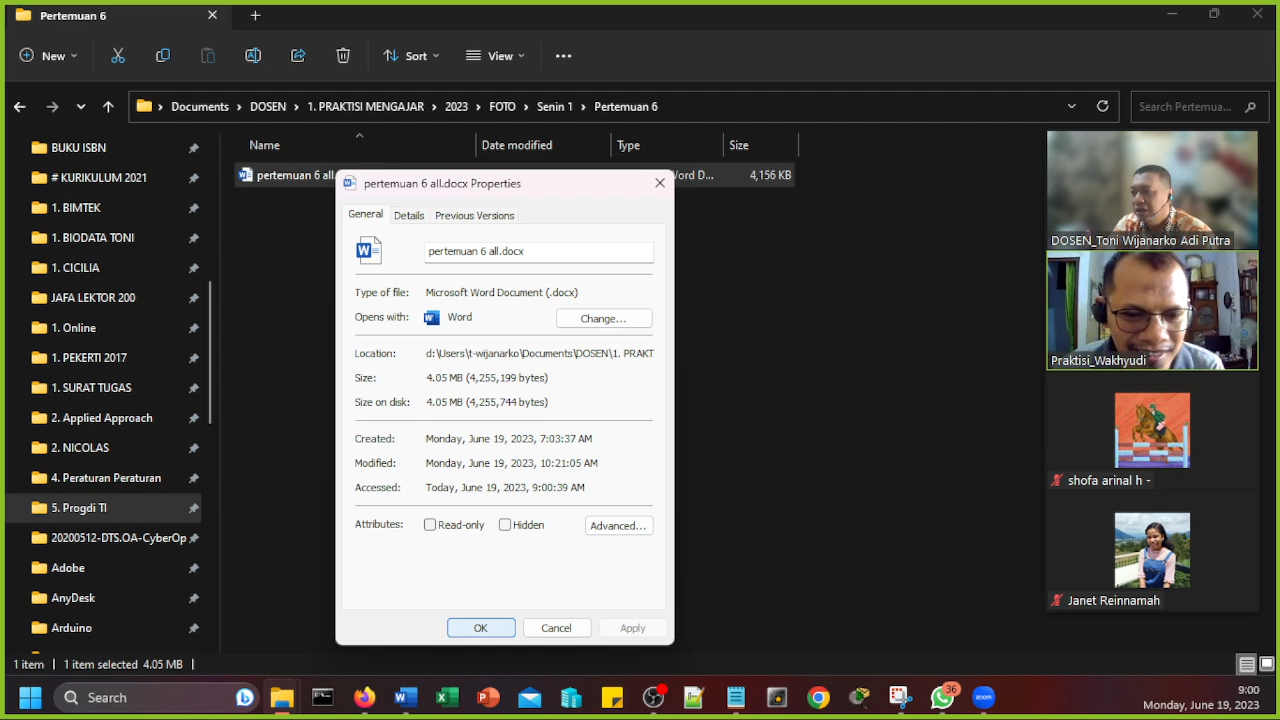 Pertemuan 6
New
Sort
View
Documents
DOSEN
1. PRAKTISI MENGAJAR
2023
FOTO
Senin 1
Pertemuan 6
Search Pertemua...
BUKU ISBN
# KURIKULUM 2021
1. BIMTEK
1. BIODATA TONI
1. CICILIA
JAFA LEKTOR 200
1. Online
1. PEKERTI 2017
1. SURAT TUGAS
2. Applied Approach
2. NICOLAS
4. Peraturan Peraturan
5. Progdi TI
20200512-DTS.OA-CyberOp
Adobe
AnyDesk
Arduino
Name
Date modified
Type
Size
pertemuan 6 all.
Word D...
4,156 KB
pertemuan 6 all.docx Properties
General
Details
Previous Versions
pertemuan 6 all.docx
Type of file: Microsoft Word Document (.docx)
Opens with: Word
Change...
Location: d:\Users\t-wijanarko\Documents\DOSEN\1. PRAKT
Size: 4.05 MB (4,255,199 bytes)
Size on disk: 4.05 MB (4,255,744 bytes)
Created: Monday, June 19, 2023, 7:03:37 AM
Modified: Monday, June 19, 2023, 10:21:05 AM
Accessed: Today, June 19, 2023, 9:00:39 AM
Attributes: Read-only Hidden Advanced...
OK
Cancel
Apply
DOSEN_Toni Wijanarko Adi Putra
Praktisi_Wakhyudi
shofa arinal h -
Janet Reinnamah
1 item
1 item selected 4.05 MB
Search
36
zoom
9:00
Monday, June 19, 2023